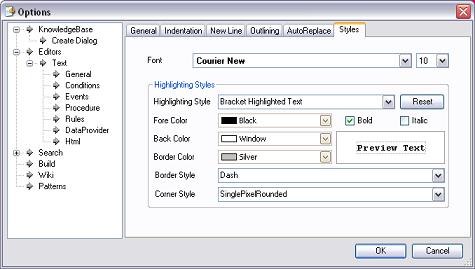 Options
KnowledgeBase
Create Dialog
Editors
Text
General
Conditions
Events
Procedure
Rules
DataProvider
Html
Search
Build
Wiki
Patterns
General Indentation New Line Outlining AutoReplace Styles
Font Courier New 10
Highlighting Styles
Highlighting Style Bracket Highlighted Text Reset
Fore Color Black Bold Italic
Back Color Window
Preview Text
Border Color Silver
Border Style Dash
Corner Style SinglePixelRounded
OK Cancel